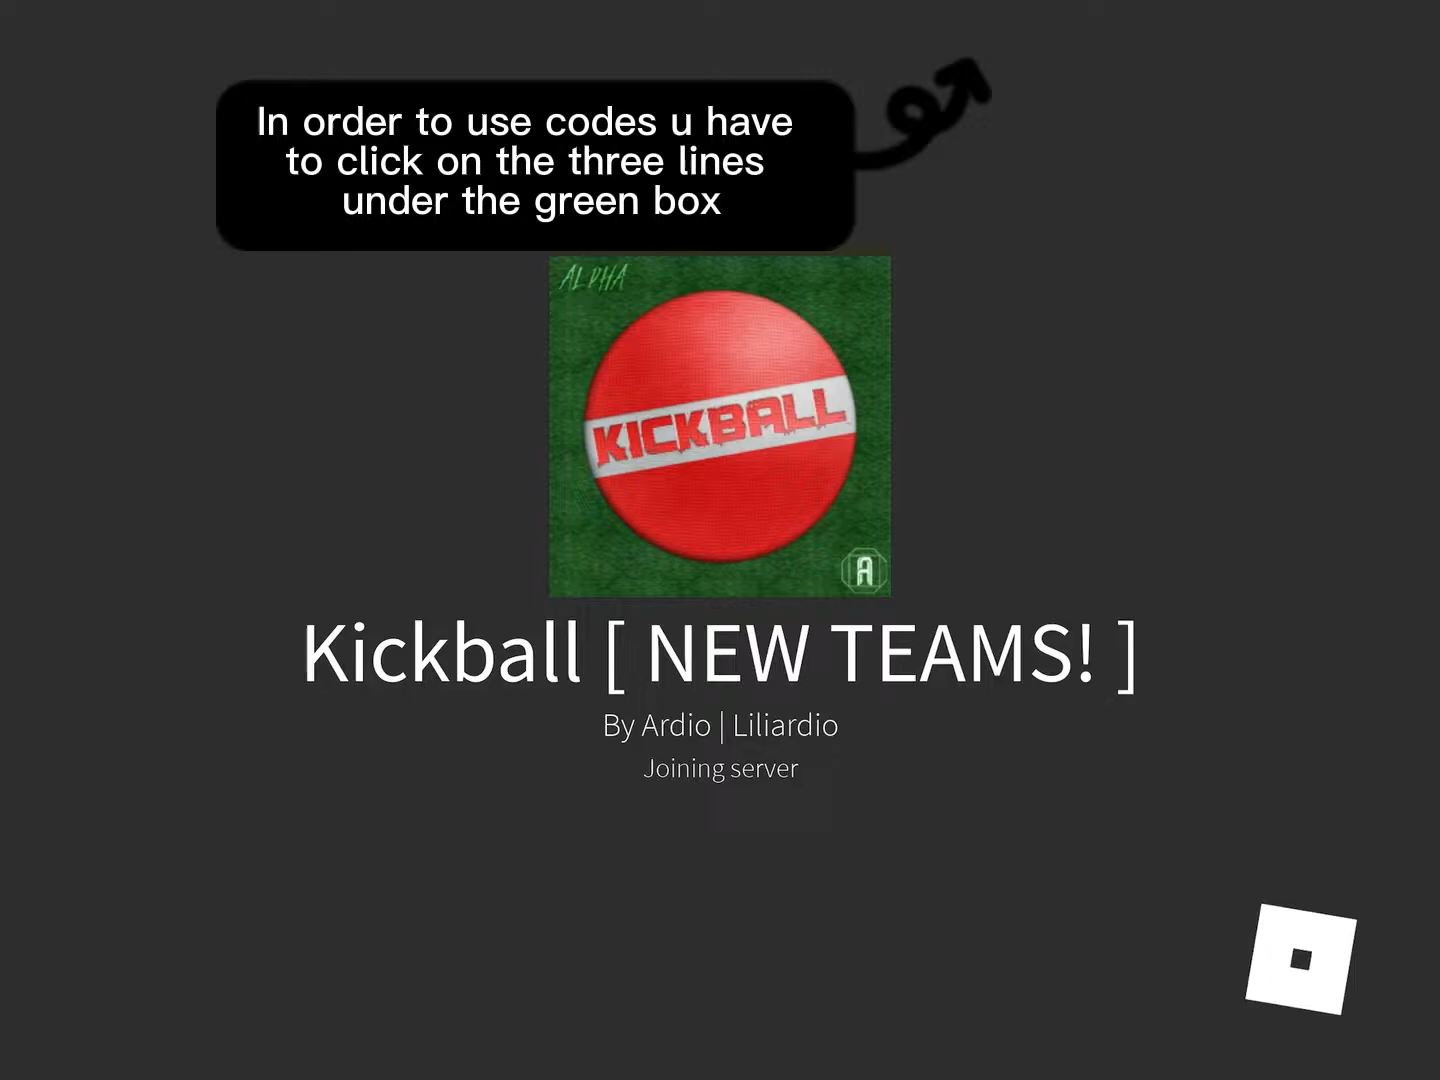 In order to use codes u have
to click on the three lines
under the green box
ALPHA
KICKBALL
A
Kickball [ NEW TEAMS! ]
By Ardio | Liliardio
Joining server